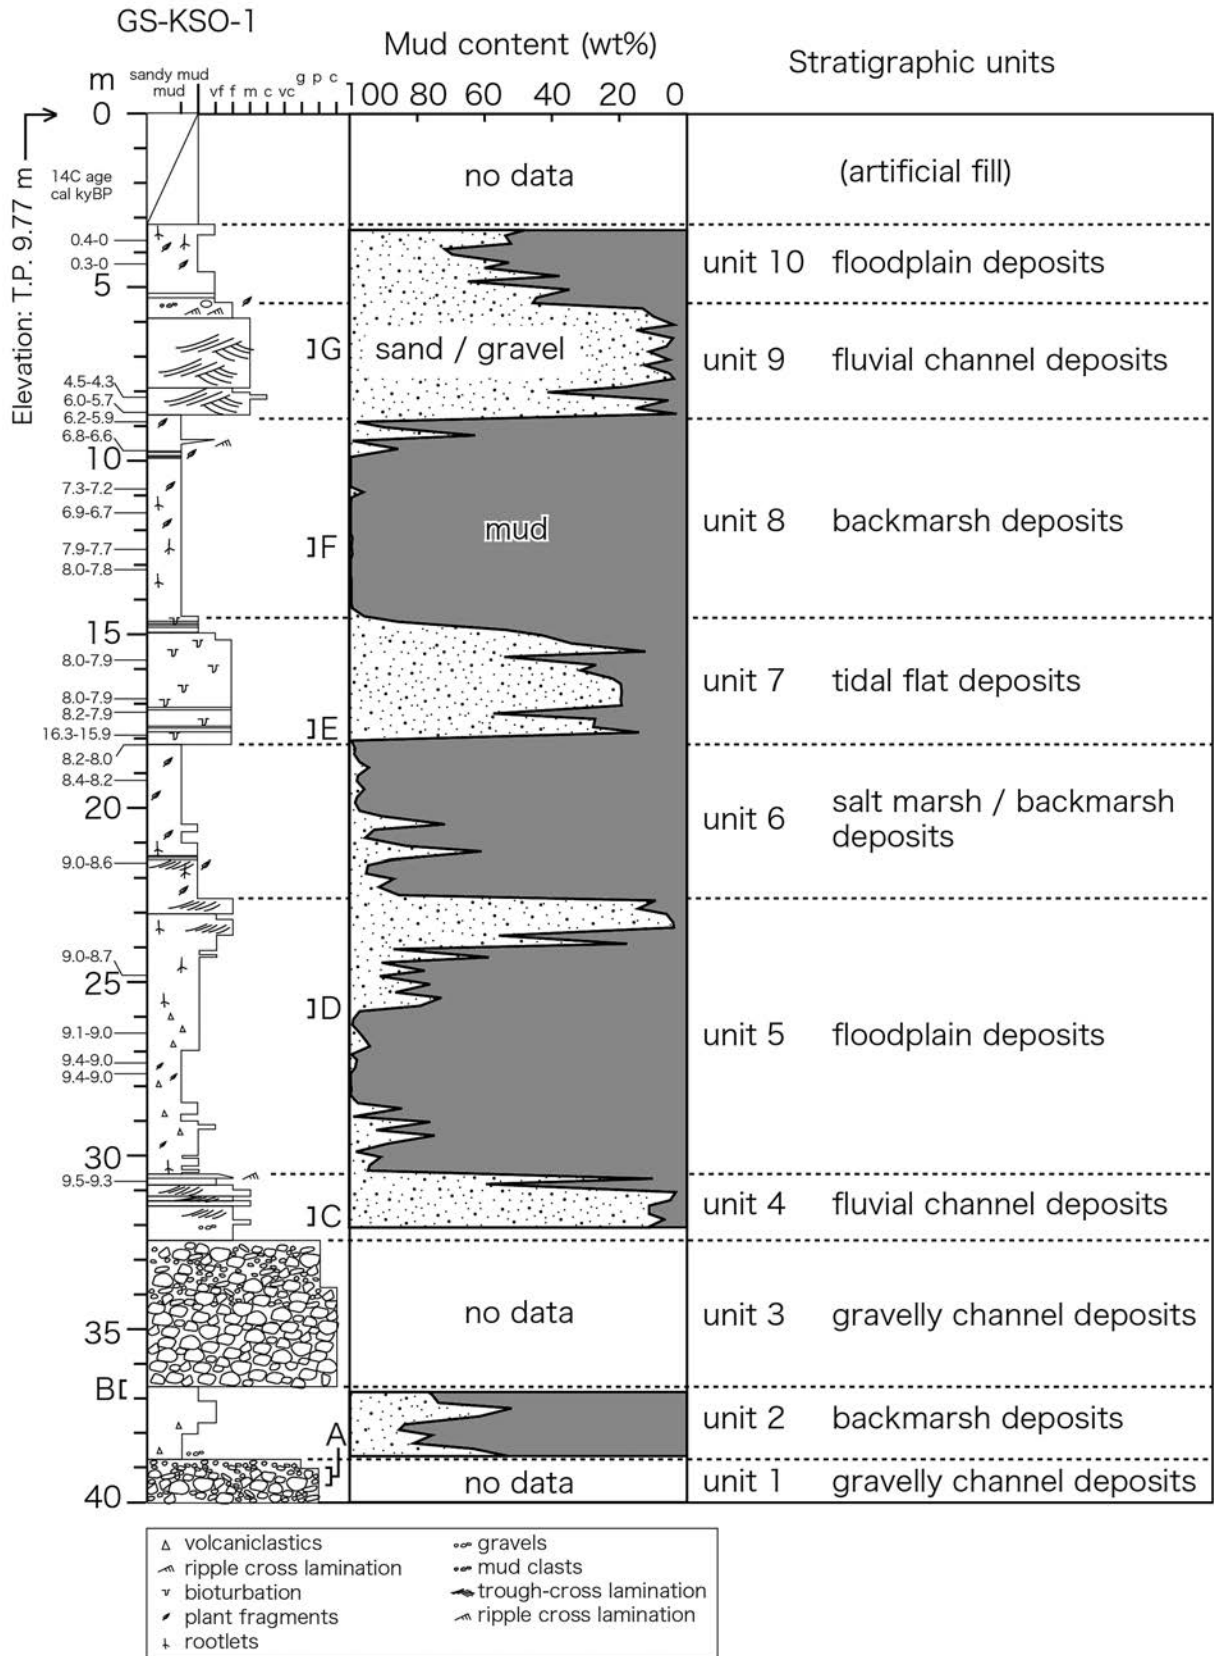 GS-KSO-1
Mud content (wt%)
Stratigraphic units
m
sandy mud
mud
vf f m c vc
g p c
100 80 60 40 20 0
Elevation: T.P. 9.77 m
0
14C age
cal kyBP
no data
(artificial fill)
0.4-0
0.3-0
5
unit 10 floodplain deposits
G
sand / gravel
unit 9 fluvial channel deposits
4.5-4.3
6.0-5.7
6.2-5.9
6.8-6.6
10
7.3-7.2
6.9-6.7
7.9-7.7
8.0-7.8
F
mud
unit 8 backmarsh deposits
15
8.0-7.9
8.0-7.9
8.2-7.9
16.3-15.9
E
unit 7 tidal flat deposits
8.2-8.0
8.4-8.2
20
9.0-8.6
unit 6 salt marsh / backmarsh
deposits
9.0-8.7
25
9.1-9.0
9.4-9.0
9.4-9.0
D
unit 5 floodplain deposits
30
9.5-9.3
C
unit 4 fluvial channel deposits
35
no data
unit 3 gravelly channel deposits
B
unit 2 backmarsh deposits
A
40
no data
unit 1 gravelly channel deposits
volcaniclastics
ripple cross lamination
bioturbation
plant fragments
rootlets
gravels
mud clasts
trough-cross lamination
ripple cross lamination